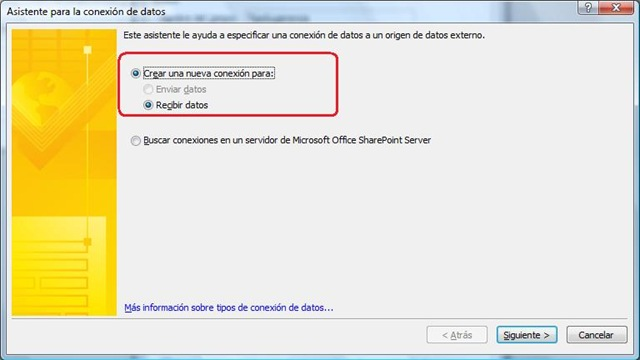 Asistente para la conexión de datos
Este asistente le ayuda a especificar una conexión de datos a un origen de datos externo.
Crear una nueva conexión para:
Enviar datos
Recibir datos
Buscar conexiones en un servidor de Microsoft Office SharePoint Server
Más información sobre tipos de conexión de datos...
< Atrás
Siguiente >
Cancelar